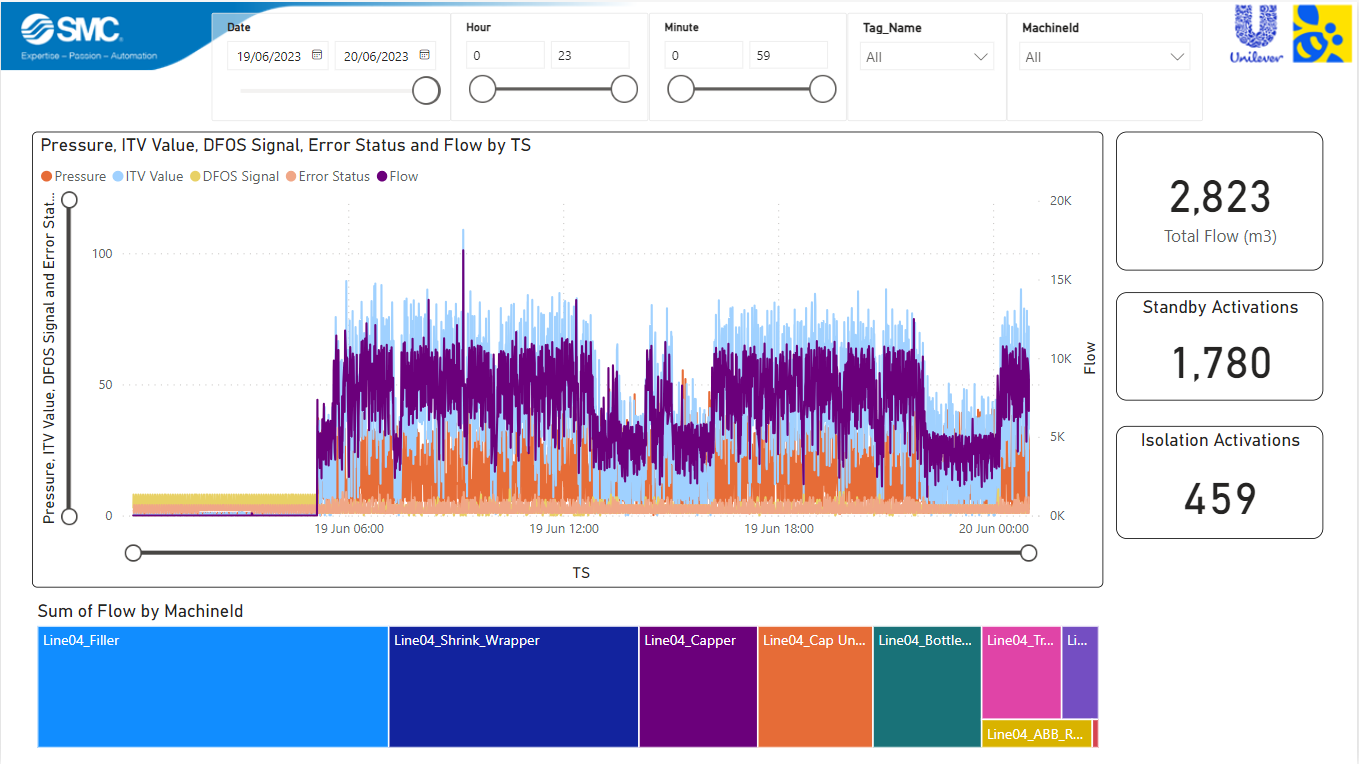 SMC
Expertise – Passion – Automation
Date
19/06/2023 20/06/2023
Hour
0 23
Minute
0 59
Tag_Name
All
MachineId
All
Unilever
Pressure, ITV Value, DFOS Signal, Error Status and Flow by TS
Pressure ITV Value DFOS Signal Error Status Flow
Pressure, ITV Value, DFOS Signal and Error Stat...
100
50
0
20K
15K
10K
5K
0K
Flow
19 Jun 06:00 19 Jun 12:00 19 Jun 18:00 20 Jun 00:00
TS
2,823
Total Flow (m3)
Standby Activations
1,780
Isolation Activations
459
Sum of Flow by MachineId
Line04_Filler
Line04_Shrink_Wrapper
Line04_Capper
Line04_Cap Un...
Line04_Bottle...
Line04_Tr...
Li...
Line04_ABB_R...